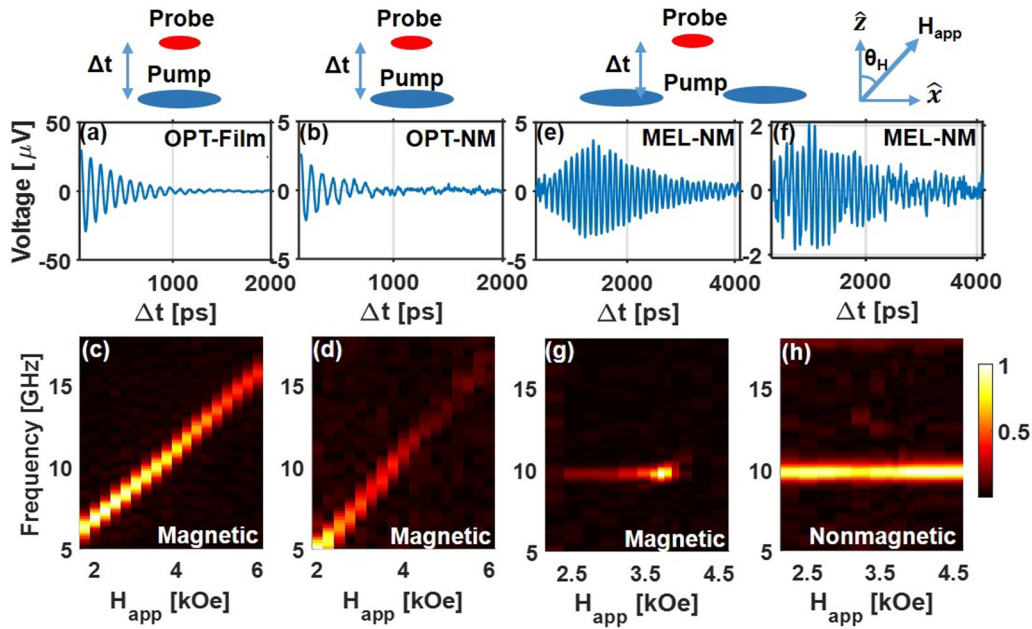 Probe
Δt
Pump
Probe
Δt
Pump
Probe
Δt
Pump
ẑ
H_app
θ_H
x̂
(a) OPT-Film
(b) OPT-NM
(e) MEL-NM
(f) MEL-NM
Voltage [μV]
50
0
-50
5
0
-5
5
0
-5
2
0
-2
0 1000 2000
0 1000 2000
2000 4000
2000 4000
Δt [ps]
Δt [ps]
Δt [ps]
Δt [ps]
(c)
(d)
(g)
(h)
Frequency [GHz]
15
10
5
15
10
5
15
10
5
15
10
5
Magnetic
Magnetic
Magnetic
Nonmagnetic
1
0.5
2 4 6
2 4 6
2.5 3.5 4.5
2.5 3.5 4.5
H_app [kOe]
H_app [kOe]
H_app [kOe]
H_app [kOe]